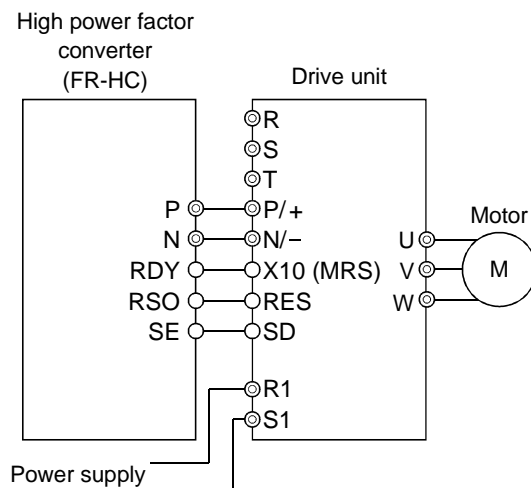 High power factor
converter
(FR-HC)
Drive unit
R
S
T
P P/+
N N/−
RDY X10 (MRS)
RSO RES
SE SD
R1
S1
U
V
W
Motor
M
Power supply